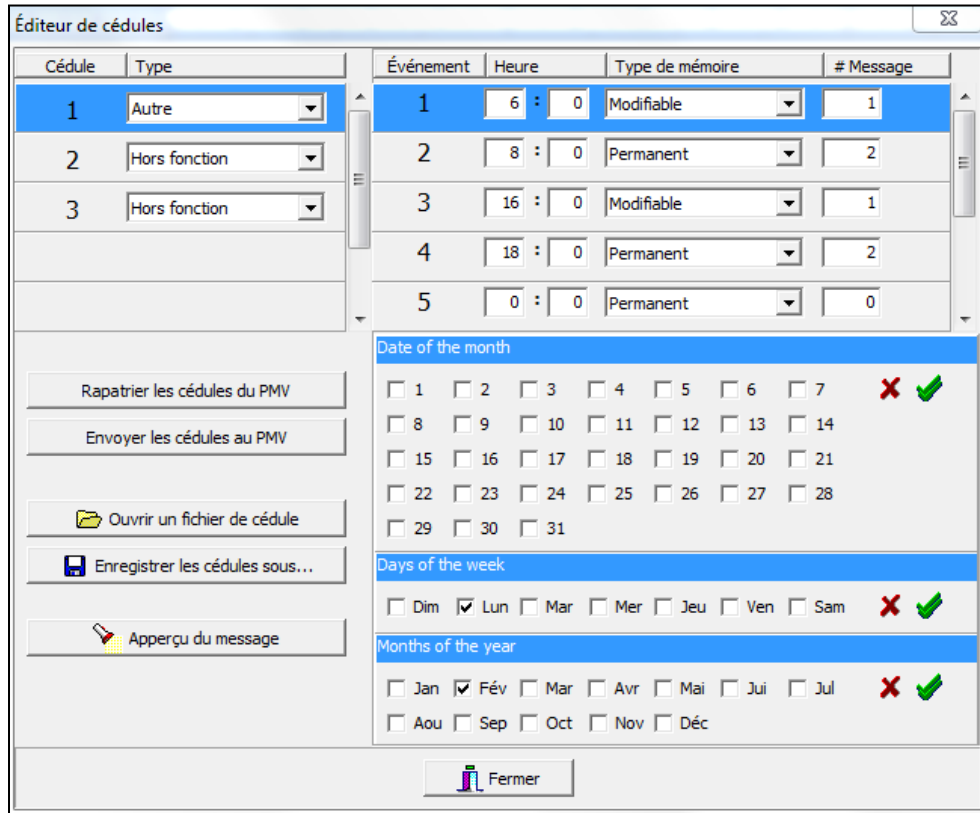 Éditeur de cédules
Cédule Type
1 Autre
2 Hors fonction
3 Hors fonction
Événement Heure Type de mémoire # Message
1 6 : 0 Modifiable 1
2 8 : 0 Permanent 2
3 16 : 0 Modifiable 1
4 18 : 0 Permanent 2
5 0 : 0 Permanent 0
Rapatrier les cédules du PMV
Envoyer les cédules au PMV
Ouvrir un fichier de cédule
Enregistrer les cédules sous...
Apperçu du message
Date of the month
1 2 3 4 5 6 7
8 9 10 11 12 13 14
15 16 17 18 19 20 21
22 23 24 25 26 27 28
29 30 31
Days of the week
Dim Lun Mar Mer Jeu Ven Sam
Months of the year
Jan Fév Mar Avr Mai Jui Jul
Aou Sep Oct Nov Déc
Fermer